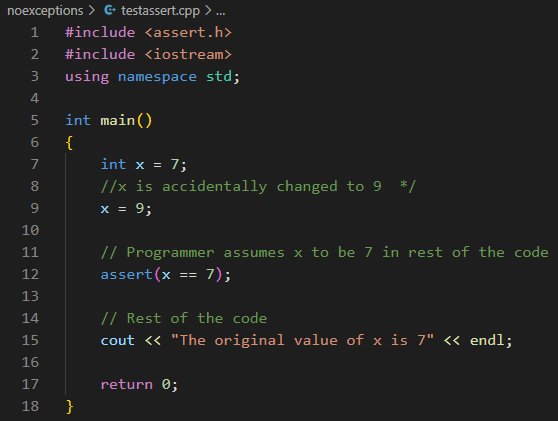 noexceptions > testassert.cpp > ...
1 #include <assert.h>
2 #include <iostream>
3 using namespace std;
4
5 int main()
6 {
7     int x = 7;
8     //x is accidentally changed to 9  */
9     x = 9;
10
11     // Programmer assumes x to be 7 in rest of the code
12     assert(x == 7);
13
14     // Rest of the code
15     cout << "The original value of x is 7" << endl;
16
17     return 0;
18 }